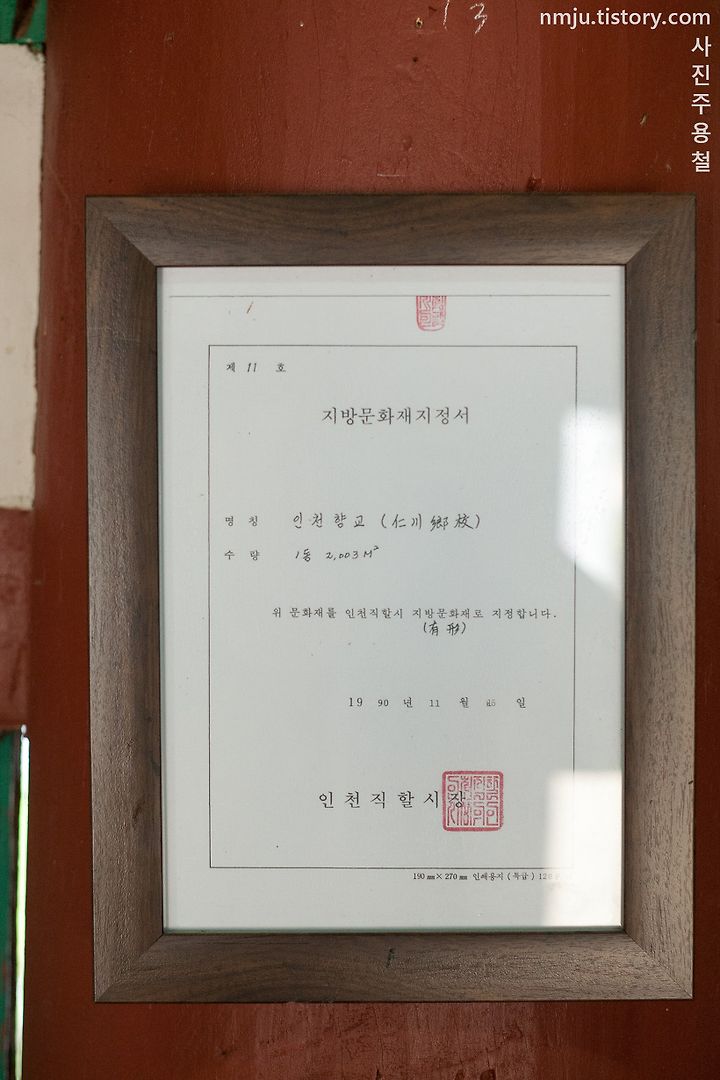 13
nmju.tistory.com
사진주용철
제 11 호
지방문화재지정서
명 칭 인천향교 (仁川鄕校)
수 량 1동 2,003 M²
위 문화재를 인천직할시 지방문화재로 지정합니다.
(有形)
19 90 년 11 월 일
인천직할시장
190㎜×270㎜ 인쇄용지(특급) 12